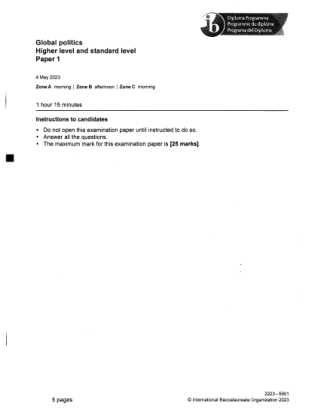 Diploma Programme
Programme du diplôme
Programa del Diploma
Global politics
Higher level and standard level
Paper 1
4 May 2023
Zone A morning | Zone B afternoon | Zone C morning
1 hour 15 minutes
Instructions to candidates
• Do not open this examination paper until instructed to do so.
• Answer all the questions.
• The maximum mark for this examination paper is [25 marks].
5 pages
© International Baccalaureate Organization 2023